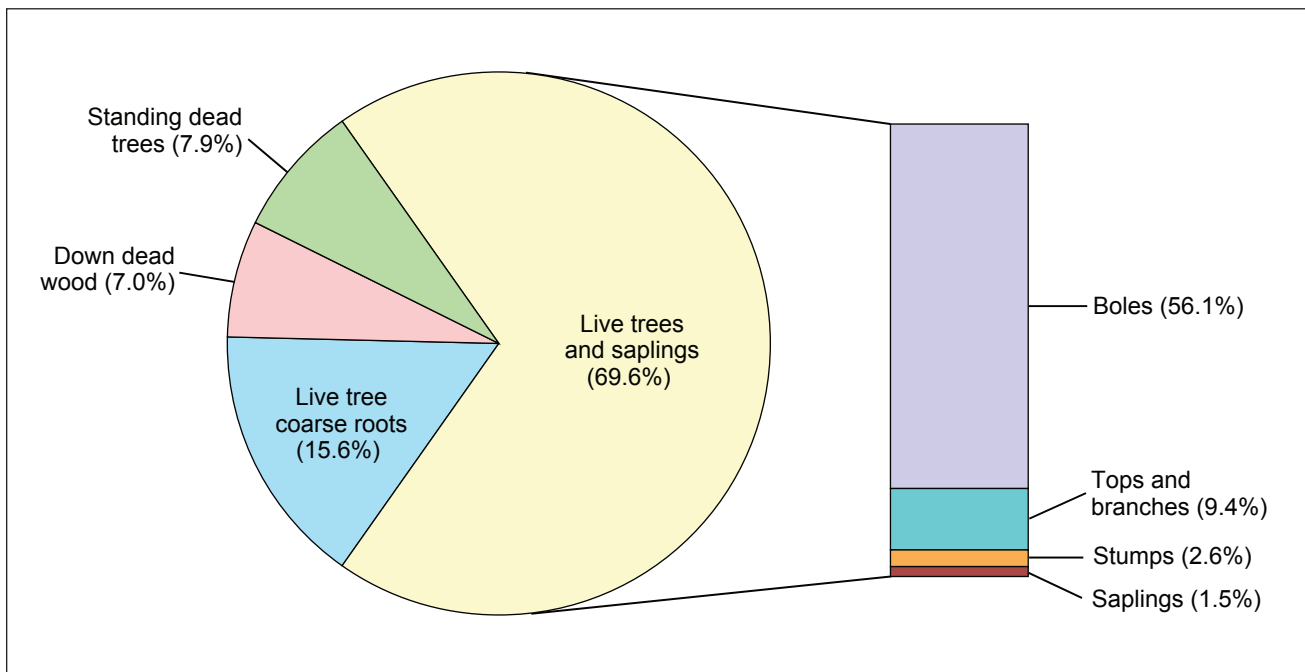 Standing dead
trees (7.9%)
Down dead
wood (7.0%)
Live tree
coarse roots
(15.6%)
Live trees
and saplings
(69.6%)
Boles (56.1%)
Tops and
branches (9.4%)
Stumps (2.6%)
Saplings (1.5%)